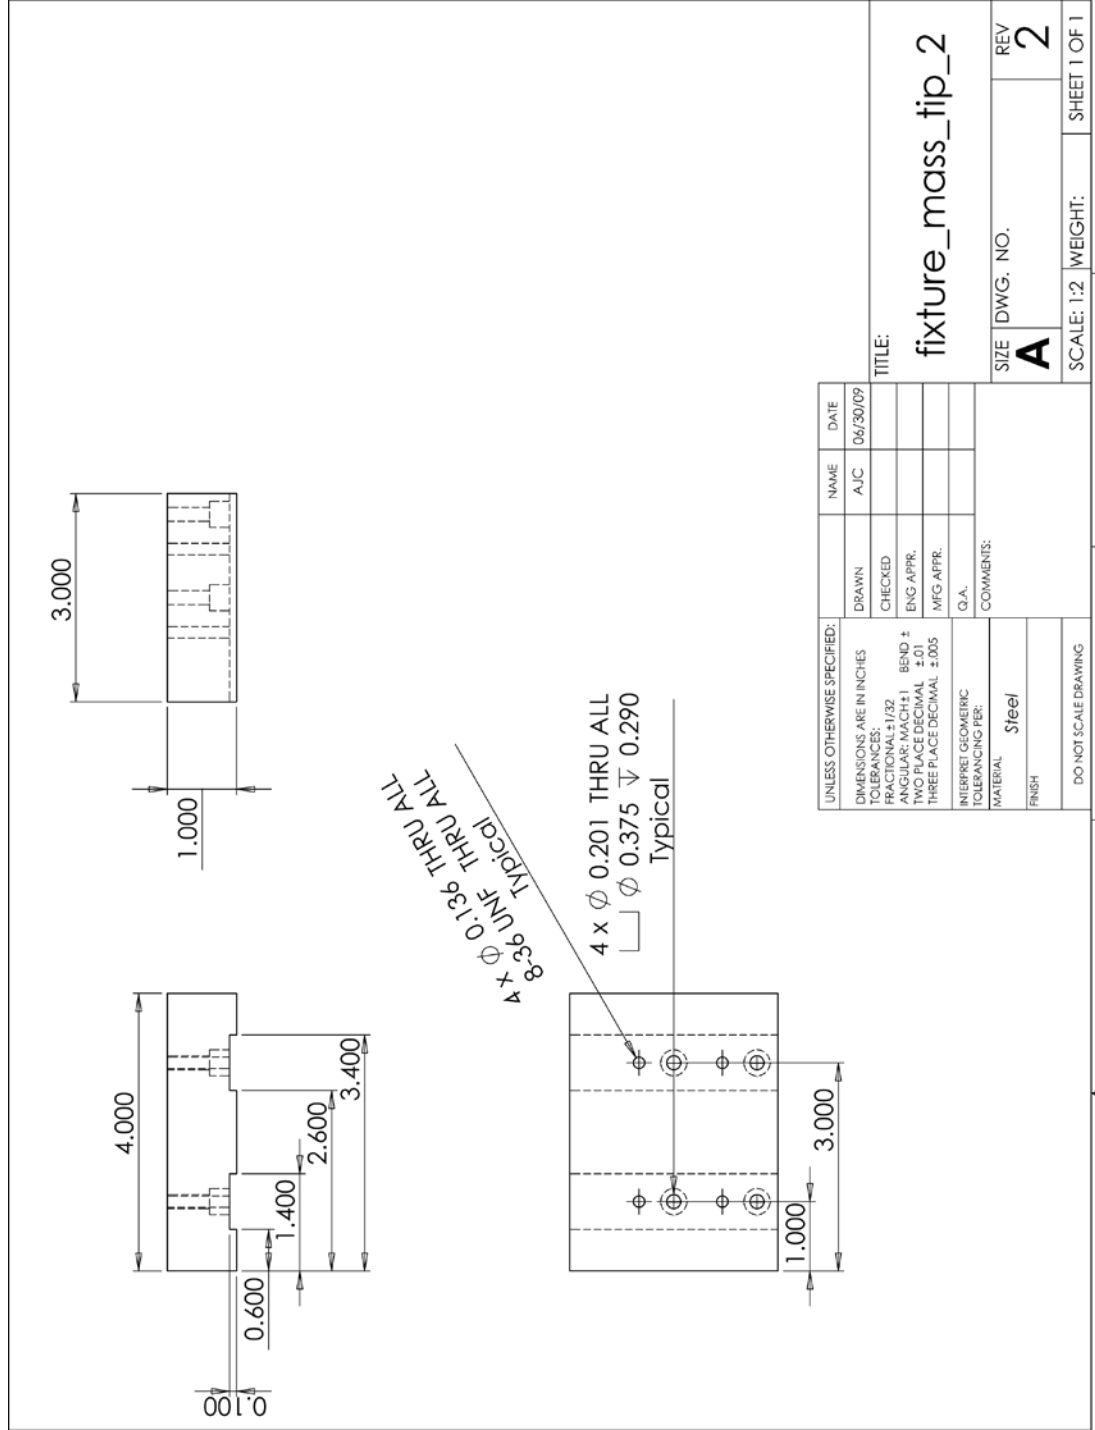 3.000
1.000
4.000
0.100
0.600
1.400
2.600
3.400
4 x ∅ 0.136 THRU ALL
8-36 UNF THRU ALL
Typical
4 x ∅ 0.201 THRU ALL
⌴ ∅ 0.375 ↧ 0.290
Typical
1.000
3.000
UNLESS OTHERWISE SPECIFIED:
DIMENSIONS ARE IN INCHES
TOLERANCES:
FRACTIONAL±1/32
ANGULAR: MACH±1 BEND ±
TWO PLACE DECIMAL ±.01
THREE PLACE DECIMAL ±.005
INTERPRET GEOMETRIC
TOLERANCING PER:
MATERIAL
Steel
FINISH
DO NOT SCALE DRAWING
NAME DATE
DRAWN AJC 06/30/09
CHECKED
ENG APPR.
MFG APPR.
Q.A.
COMMENTS:
TITLE:
fixture_mass_tip_2
SIZE DWG. NO. REV
A 2
SCALE: 1:2 WEIGHT: SHEET 1 OF 1